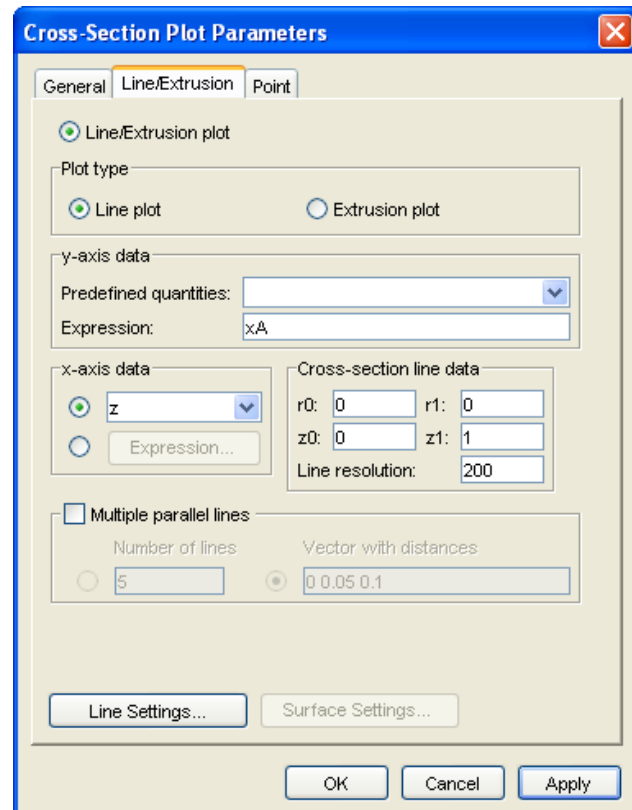 Cross-Section Plot Parameters
General Line/Extrusion Point
Line/Extrusion plot
Plot type
Line plot Extrusion plot
y-axis data
Predefined quantities:
Expression: xA
x-axis data
z
Expression...
Cross-section line data
r0: 0 r1: 0
z0: 0 z1: 1
Line resolution: 200
Multiple parallel lines
Number of lines Vector with distances
5 0 0.05 0.1
Line Settings... Surface Settings...
OK Cancel Apply